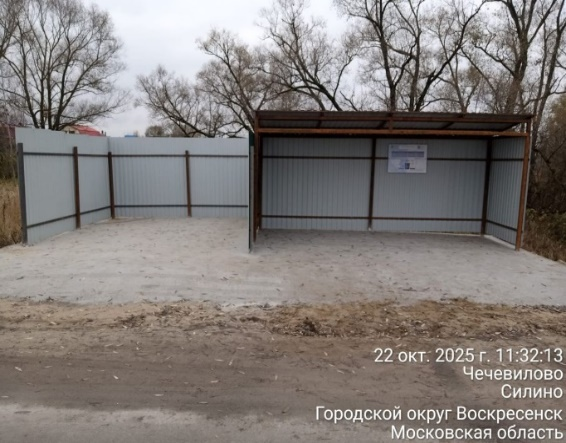 22 окт. 2025 г. 11:32:13
Чечевилово
Силино
Городской округ Воскресенск
Московская область